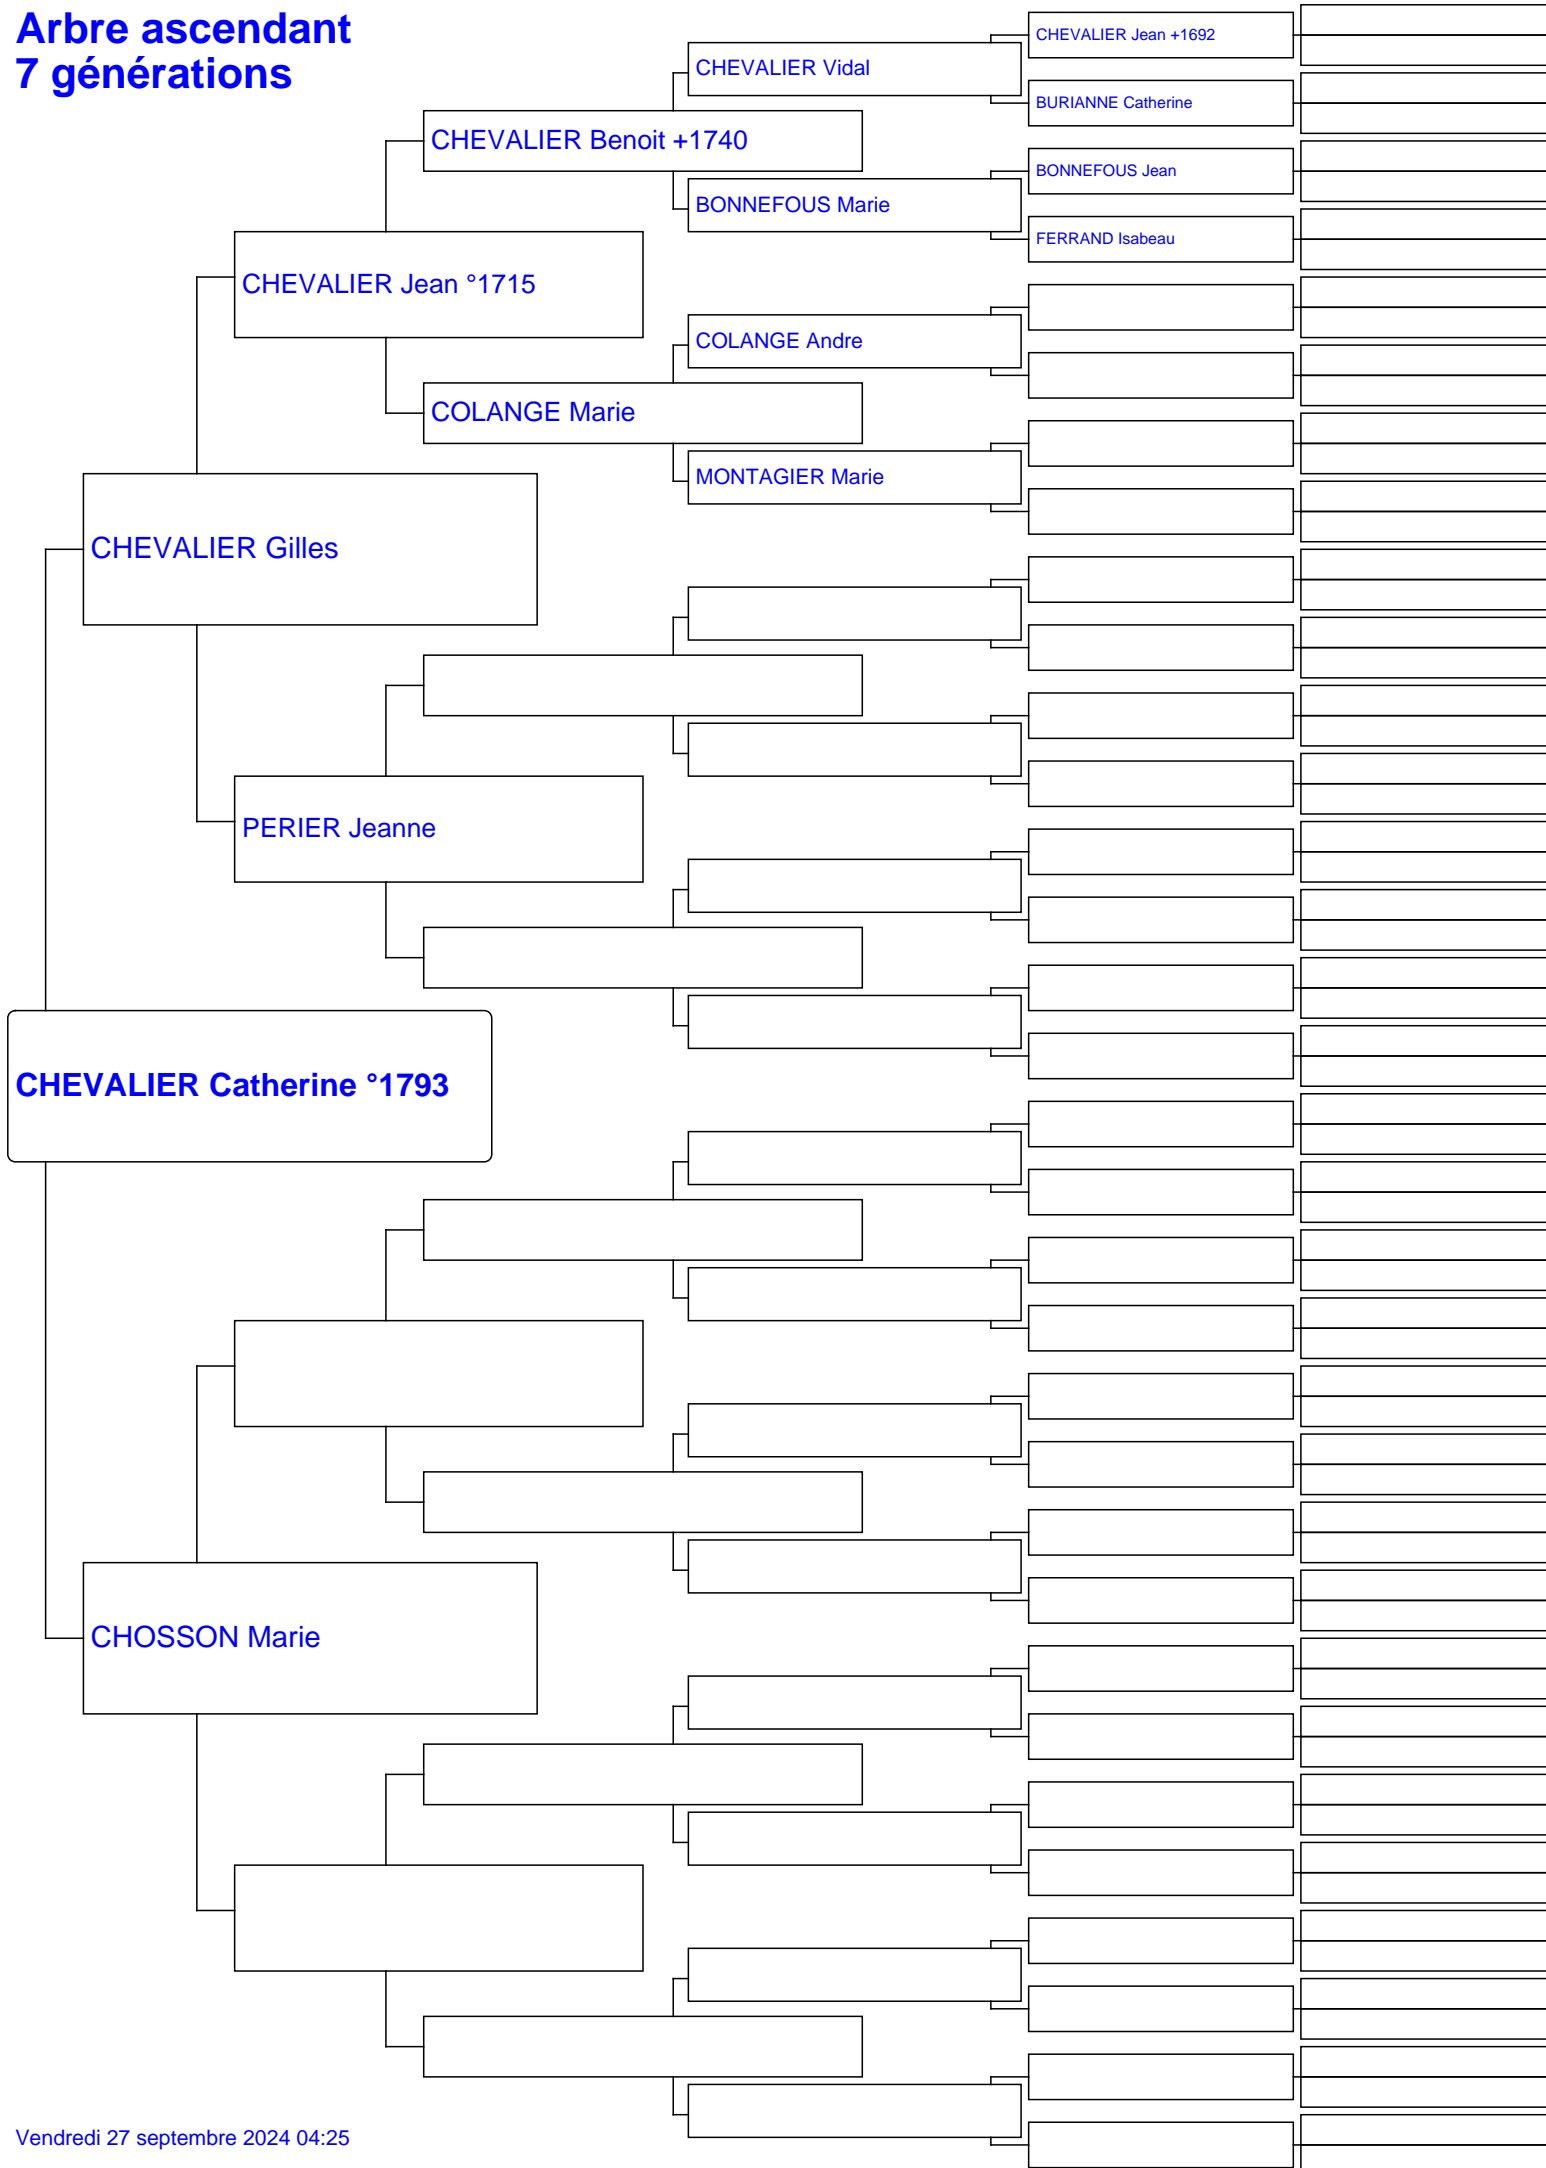 Arbre ascendant
7 générations
CHEVALIER Jean +1692
CHEVALIER Vidal
BURIANNE Catherine
CHEVALIER Benoit +1740
BONNEFOUS Jean
BONNEFOUS Marie
FERRAND Isabeau
CHEVALIER Jean °1715
COLANGE Andre
COLANGE Marie
MONTAGIER Marie
CHEVALIER Gilles
PERIER Jeanne
CHEVALIER Catherine °1793
CHOSSON Marie
Vendredi 27 septembre 2024 04:25